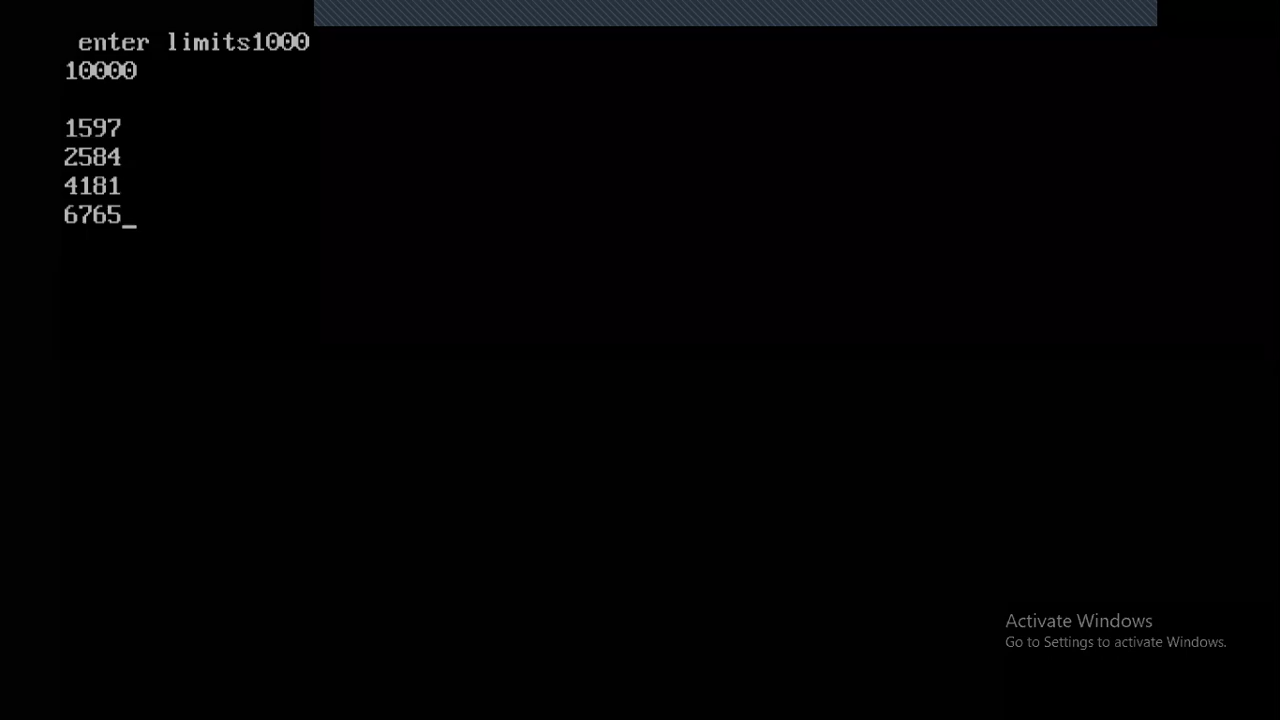 enter limits1000
10000
1597
2584
4181
6765_
Activate Windows
Go to Settings to activate Windows.